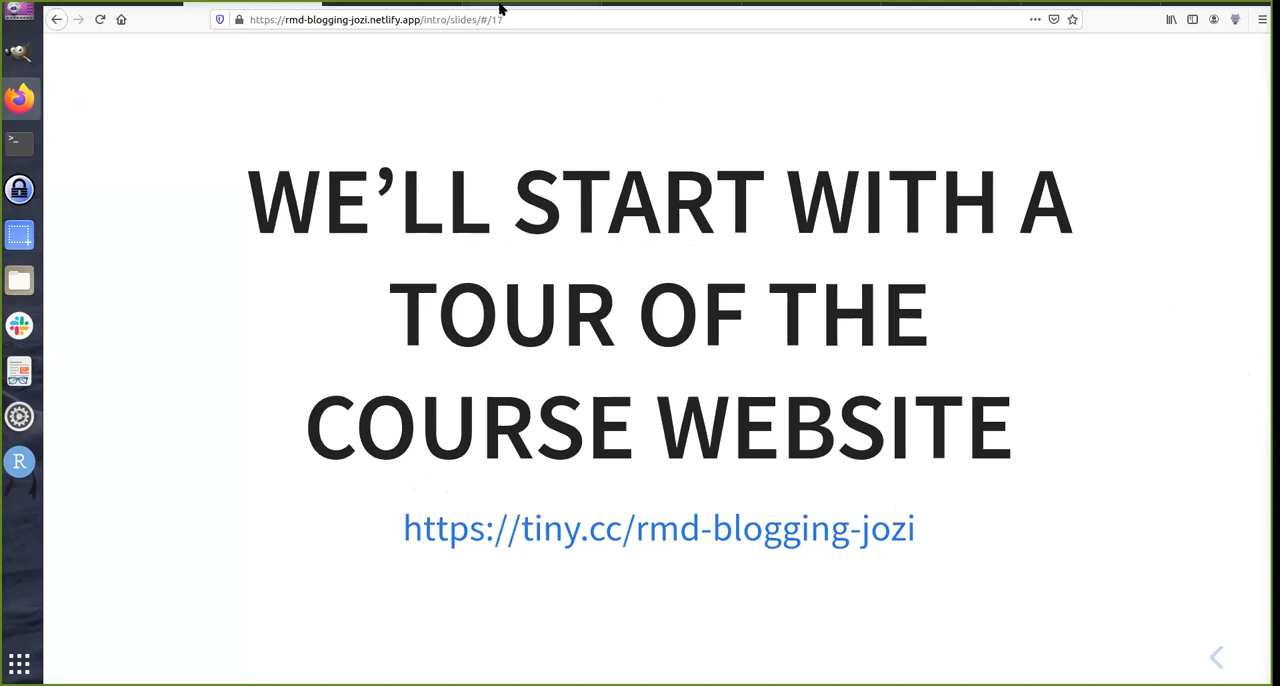 https://rmd-blogging-jozi.netlify.app/intro/slides/#/17
WE’LL START WITH A
TOUR OF THE
COURSE WEBSITE
https://tiny.cc/rmd-blogging-jozi
>_
R